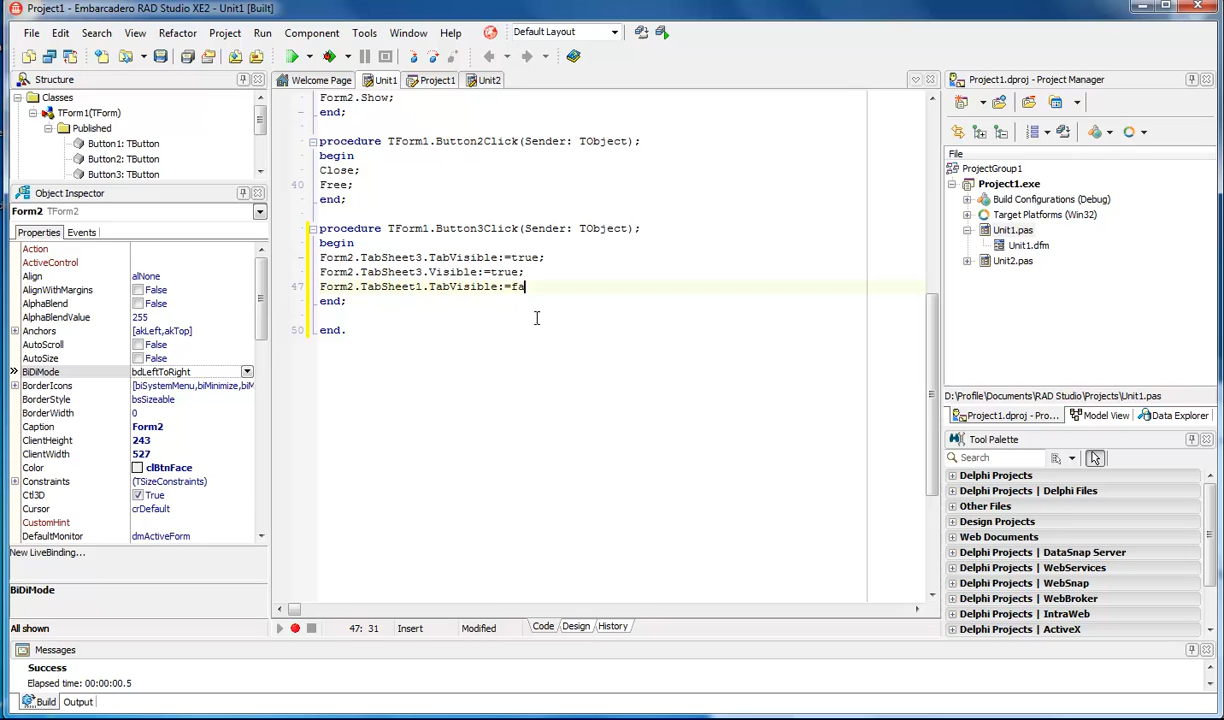 Project1 - Embarcadero RAD Studio XE2 - Unit1 [Built]
File Edit Search View Refactor Project Run Component Tools Window Help
Default Layout
Structure
Classes
TForm1(TForm)
Published
Button1: TButton
Button2: TButton
Button3: TButton
Object Inspector
Form2 TForm2
Properties Events
Action
ActiveControl
Align alNone
AlignWithMargins False
AlphaBlend False
AlphaBlendValue 255
Anchors [akLeft,akTop]
AutoScroll False
AutoSize False
BiDiMode bdLeftToRight
BorderIcons [biSystemMenu,biMinimize,biM
BorderStyle bsSizeable
BorderWidth 0
Caption Form2
ClientHeight 243
ClientWidth 527
Color clBtnFace
Constraints (TSizeConstraints)
Ctl3D True
Cursor crDefault
CustomHint
DefaultMonitor dmActiveForm
New LiveBinding...
BiDiMode
All shown
Welcome Page Unit1 Project1 Unit2
Form2.Show;
end;
procedure TForm1.Button2Click(Sender: TObject);
begin
Close;
40 Free;
end;
procedure TForm1.Button3Click(Sender: TObject);
begin
Form2.TabSheet3.TabVisible:=true;
Form2.TabSheet3.Visible:=true;
47 Form2.TabSheet1.TabVisible:=fa
end;
50 end.
47: 31 Insert Modified Code Design History
Project1.dproj - Project Manager
File
ProjectGroup1
Project1.exe
Build Configurations (Debug)
Target Platforms (Win32)
Unit1.pas
Unit1.dfm
Unit2.pas
D:\Profile\Documents\RAD Studio\Projects\Unit1.pas
Project1.dproj - Pro... Model View Data Explorer
Tool Palette
Search
Delphi Projects
Delphi Projects | Delphi Files
Other Files
Design Projects
Web Documents
Delphi Projects | DataSnap Server
Delphi Projects | WebServices
Delphi Projects | WebSnap
Delphi Projects | WebBroker
Delphi Projects | IntraWeb
Delphi Projects | ActiveX
Messages
Success
Elapsed time: 00:00:00.5
Build Output